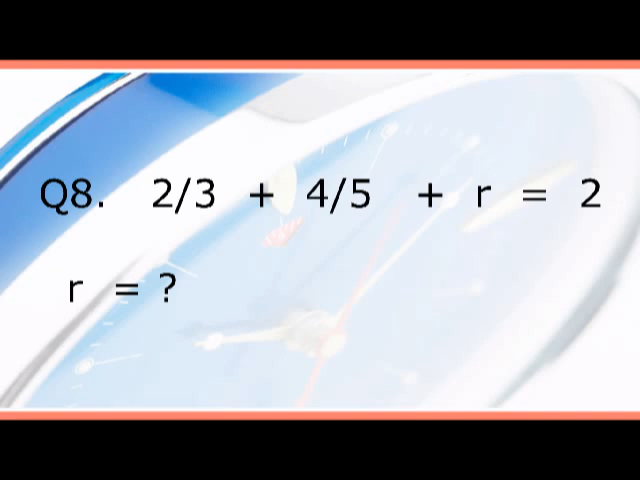 Q8. 2/3 + 4/5 + r = 2
r = ?